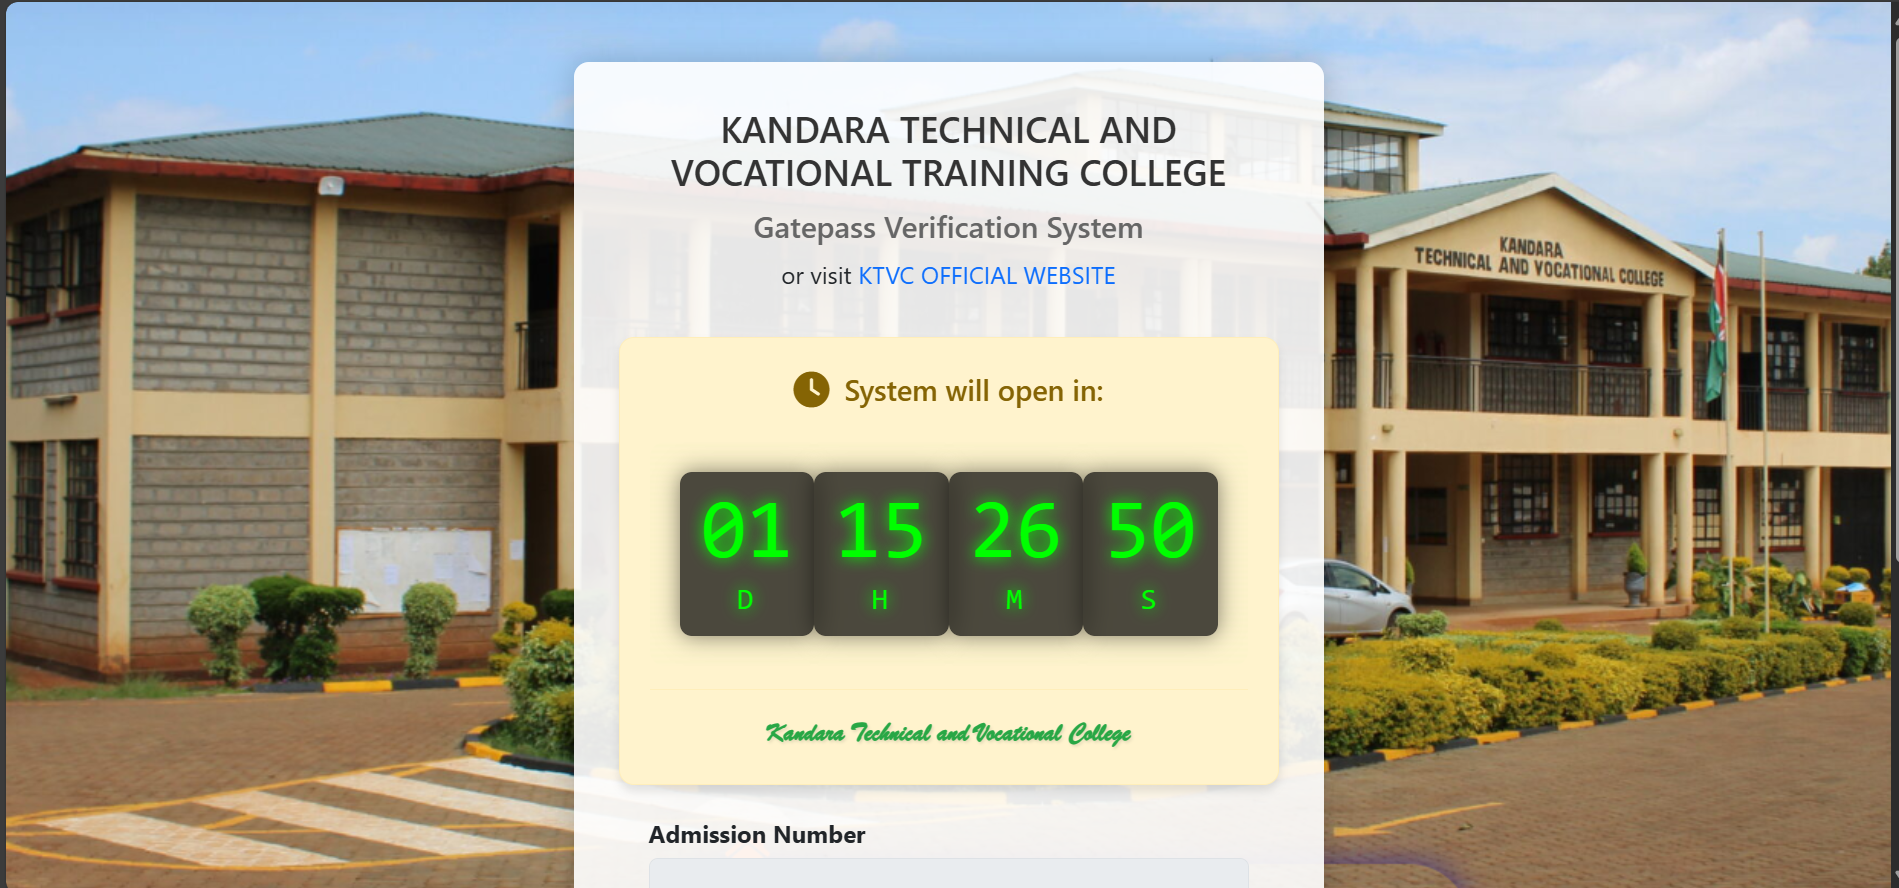 KANDARA TECHNICAL AND
VOCATIONAL TRAINING COLLEGE
Gatepass Verification System
or visit KTVC OFFICIAL WEBSITE
System will open in:
01 15 26 50
D H M S
Kandara Technical and Vocational College
Admission Number
KANDARA
TECHNICAL AND VOCATIONAL COLLEGE